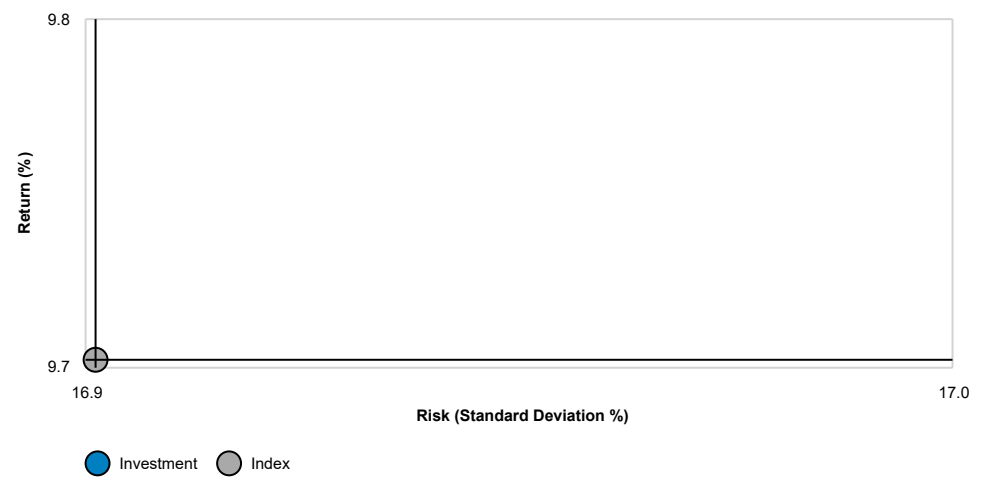 9.8
Return (%)
9.7
16.9
17.0
Risk (Standard Deviation %)
Investment
Index